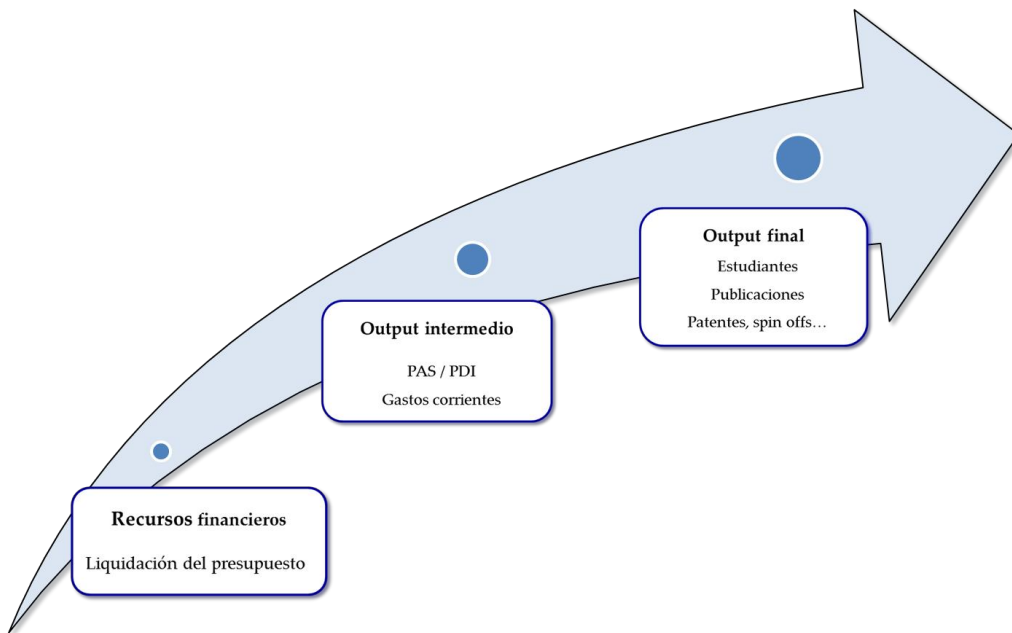 Output final
Estudiantes
Publicaciones
Patentes, spin offs…
Output intermedio
PAS / PDI
Gastos corrientes
Recursos financieros
Liquidación del presupuesto